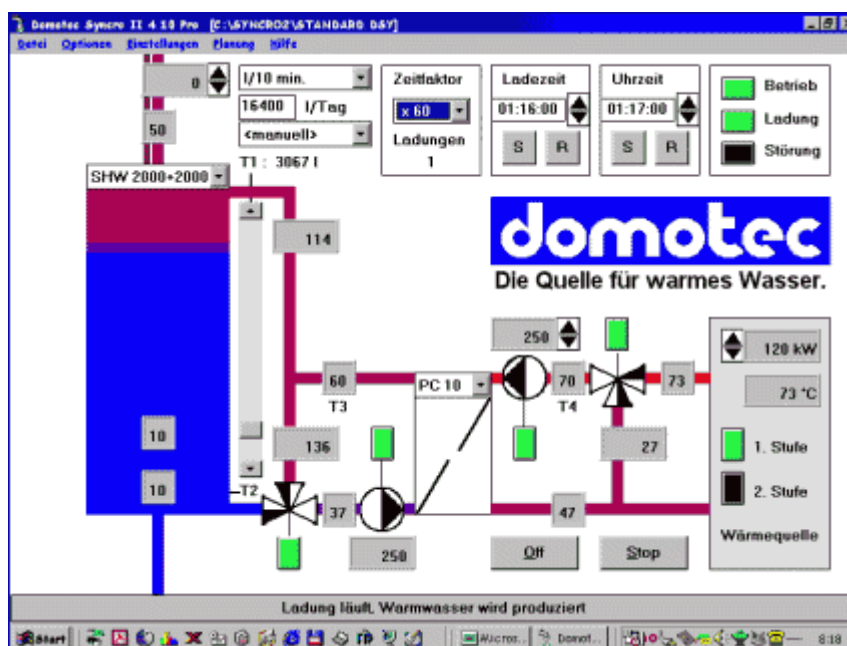 Domotec Syncro II 4.10 Pro [C:\SYNCRO2\STANDARD.DSY]
Datei Optionen Einstellungen Planung Hilfe
0
l/10 min.
16400 l/Tag
<manuell>
Zeitfaktor
x 60
Ladungen
1
Ladezeit
01:16:00
S R
Uhrzeit
01:17:00
S R
Betrieb
Ladung
Störung
50
T1 : 3067 l
SHW 2000+2000
114
domotec
Die Quelle für warmes Wasser.
250
120 kW
60
T3
PC 10
70
T4
73
73 °C
10
136
27
1. Stufe
10
T2
37
47
2. Stufe
250
Off
Stop
Wärmequelle
Ladung läuft. Warmwasser wird produziert
Start
Micros...
Domot...
8:18